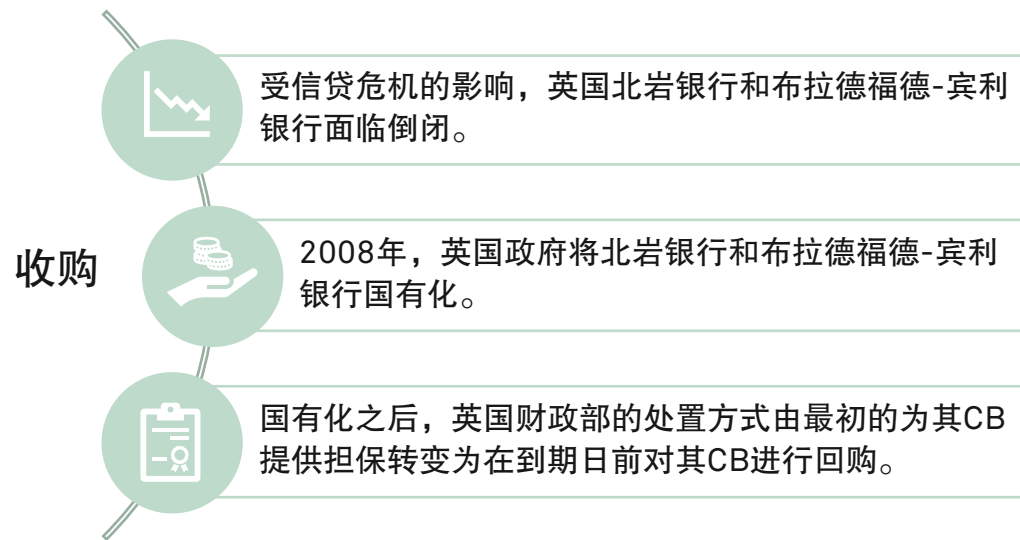 受信贷危机的影响，英国北岩银行和布拉德福德-宾利
银行面临倒闭。
收购
2008年，英国政府将北岩银行和布拉德福德-宾利
银行国有化。
国有化之后，英国财政部的处置方式由最初的为其CB
提供担保转变为在到期日前对其CB进行回购。